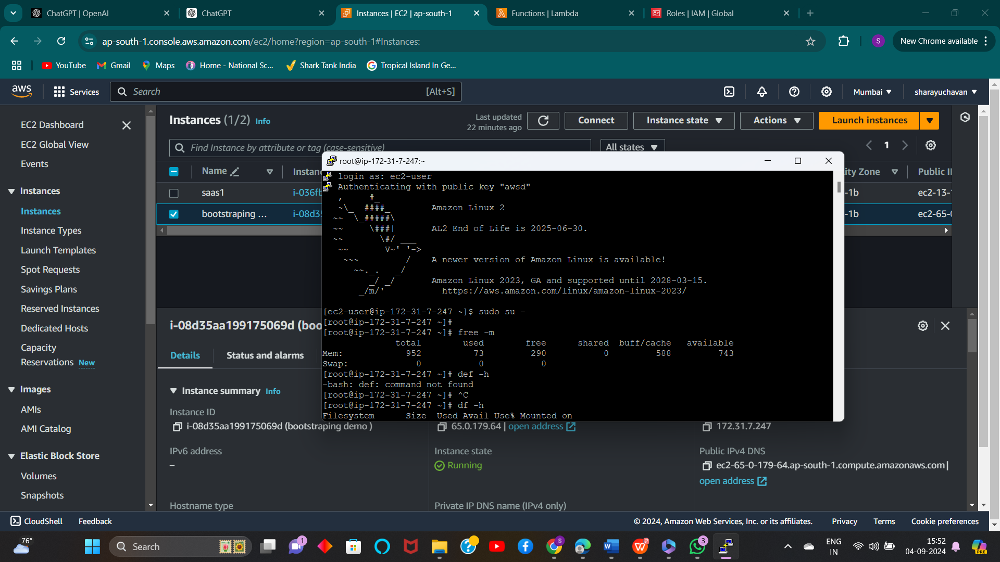 ChatGPT | OpenAI
ChatGPT
Instances | EC2 | ap-south-1
Functions | Lambda
Roles | IAM | Global
ap-south-1.console.aws.amazon.com/ec2/home?region=ap-south-1#Instances:
S
New Chrome available
YouTube
Gmail
Maps
Home - National Sc...
Shark Tank India
Tropical Island In Ge...
aws
Services
Search
[Alt+S]
Mumbai
sharayuchavan
EC2 Dashboard
EC2 Global View
Events
Instances
Instances
Instance Types
Launch Templates
Spot Requests
Savings Plans
Reserved Instances
Dedicated Hosts
Capacity
Reservations New
Images
AMIs
AMI Catalog
Elastic Block Store
Volumes
Snapshots
Instances (1/2) Info
Last updated
22 minutes ago
Connect
Instance state
Actions
Launch instances
Find Instance by attribute or tag (case-sensitive)
All states
1
Name
Instan
ity Zone
Public I
saas1
i-036fb
-1b
ec2-13-
bootstraping ...
i-08d3
-1b
ec2-65-0
root@ip-172-31-7-247:~
login as: ec2-user
Authenticating with public key "awsd"
   ,     #_
  ~\_  ####_        Amazon Linux 2
 ~~  \_#####\
 ~~     \###|       AL2 End of Life is 2025-06-30.
 ~~       \#/ ___
  ~~       V~' '->
   ~~~         /    A newer version of Amazon Linux is available!
     ~~._.   _/
        _/ _/       Amazon Linux 2023, GA and supported until 2028-03-15.
      _/m/'           https://aws.amazon.com/linux/amazon-linux-2023/
[ec2-user@ip-172-31-7-247 ~]$ sudo su -
[root@ip-172-31-7-247 ~]#
[root@ip-172-31-7-247 ~]# free -m
total used free shared buff/cache available
Mem: 952 73 290 0 588 743
Swap: 0 0 0
[root@ip-172-31-7-247 ~]# def -h
-bash: def: command not found
[root@ip-172-31-7-247 ~]# ^C
[root@ip-172-31-7-247 ~]# df -h
Filesystem Size Used Avail Use% Mounted on
i-08d35aa199175069d (boo
Details
Status and alarms
Instance summary Info
Instance ID
i-08d35aa199175069d (bootstraping demo )
65.0.179.64 | open address
172.31.7.247
IPv6 address
–
Instance state
Running
Public IPv4 DNS
ec2-65-0-179-64.ap-south-1.compute.amazonaws.com |
open address
Hostname type
Private IP DNS name (IPv4 only)
CloudShell
Feedback
© 2024, Amazon Web Services, Inc. or its affiliates.
Privacy
Terms
Cookie preferences
76°
Search
1
S
3
ENG
IN
15:52
04-09-2024
PRE